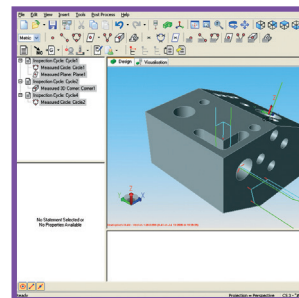 File Edit View Insert Tools Post Process Help
Metric
Design Visualisation
Inspection Cycle: Cycle1
Measured Circle: Circle1
Measured Plane: Plane1
Inspection Cycle: Cycle2
Measured 3D Corner: Corner1
Inspection Cycle: Cycle4
Measured Circle: Circle2
No Statement Selected or
No Properties Available
Projection = Perspective